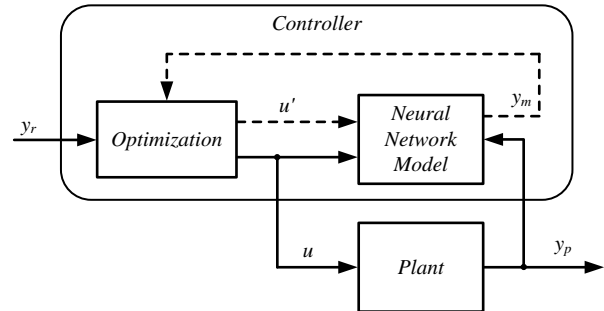 Controller
y_r
Optimization
u'
Neural
Network
Model
y_m
u
Plant
y_p